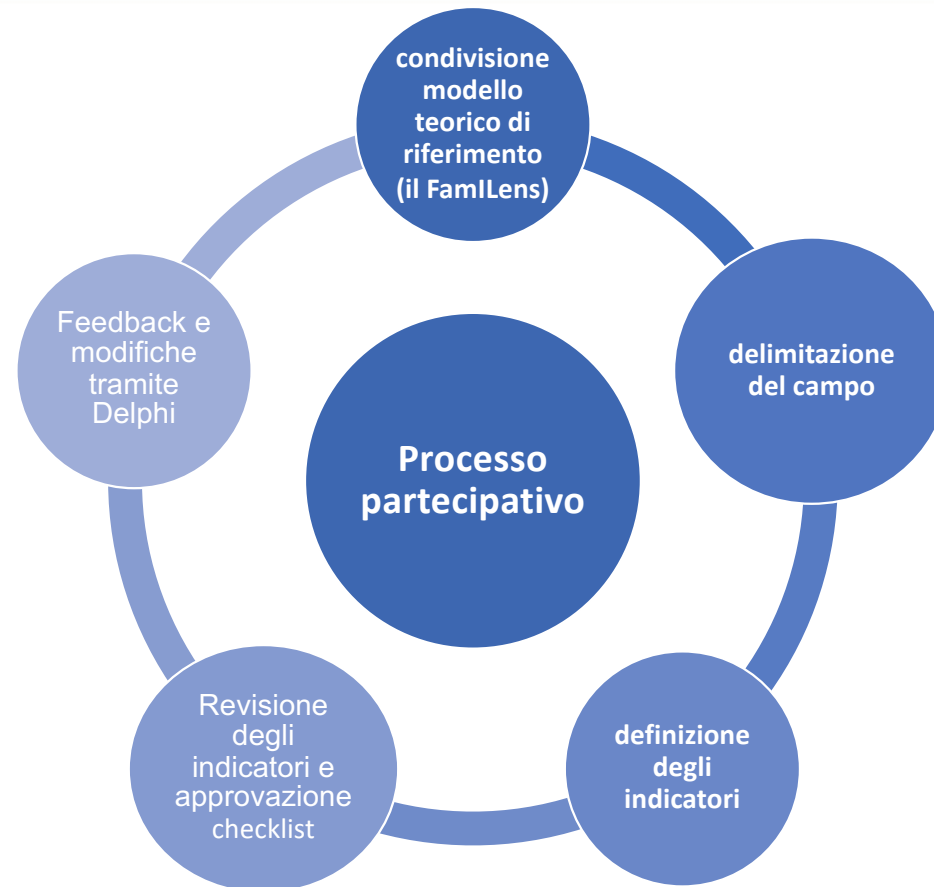 condivisione
modello
teorico di
riferimento
(il FamILens)
delimitazione
del campo
definizione
degli
indicatori
Revisione
degli
indicatori e
approvazione
checklist
Feedback e
modifiche
tramite
Delphi
Processo
partecipativo